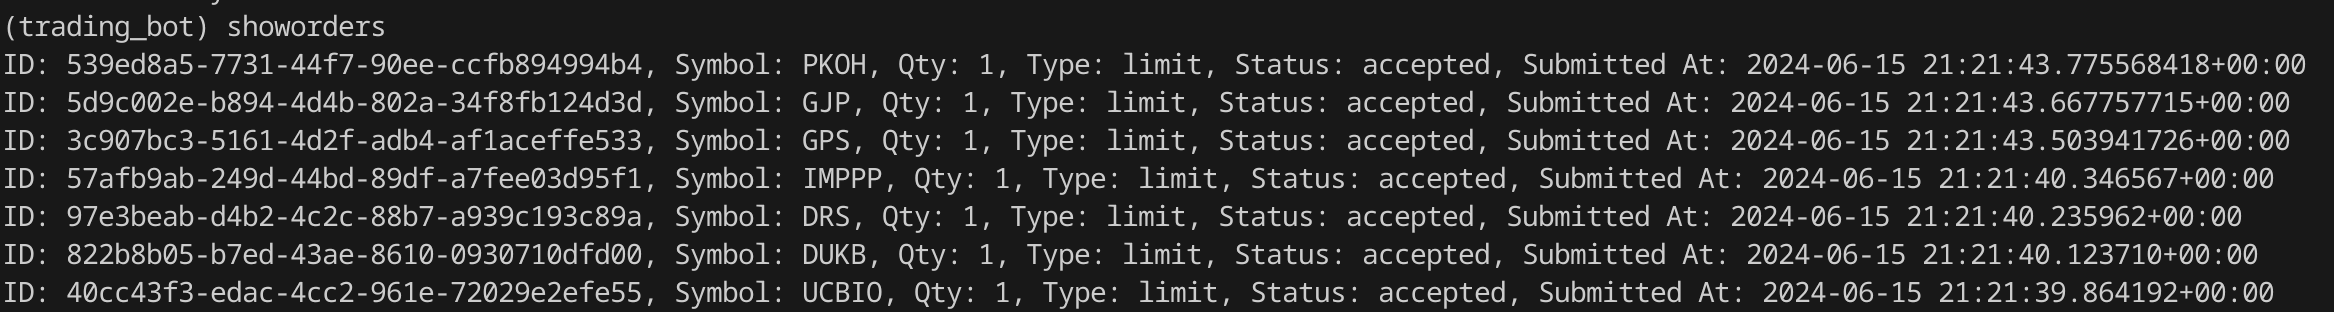 (trading_bot) showorders
ID: 539ed8a5-7731-44f7-90ee-ccfb894994b4, Symbol: PKOH, Qty: 1, Type: limit, Status: accepted, Submitted At: 2024-06-15 21:21:43.775568418+00:00
ID: 5d9c002e-b894-4d4b-802a-34f8fb124d3d, Symbol: GJP, Qty: 1, Type: limit, Status: accepted, Submitted At: 2024-06-15 21:21:43.667757715+00:00
ID: 3c907bc3-5161-4d2f-adb4-af1aceffe533, Symbol: GPS, Qty: 1, Type: limit, Status: accepted, Submitted At: 2024-06-15 21:21:43.503941726+00:00
ID: 57afb9ab-249d-44bd-89df-a7fee03d95f1, Symbol: IMPPP, Qty: 1, Type: limit, Status: accepted, Submitted At: 2024-06-15 21:21:40.346567+00:00
ID: 97e3beab-d4b2-4c2c-88b7-a939c193c89a, Symbol: DRS, Qty: 1, Type: limit, Status: accepted, Submitted At: 2024-06-15 21:21:40.235962+00:00
ID: 822b8b05-b7ed-43ae-8610-0930710dfd00, Symbol: DUKB, Qty: 1, Type: limit, Status: accepted, Submitted At: 2024-06-15 21:21:40.123710+00:00
ID: 40cc43f3-edac-4cc2-961e-72029e2efe55, Symbol: UCBIO, Qty: 1, Type: limit, Status: accepted, Submitted At: 2024-06-15 21:21:39.864192+00:00